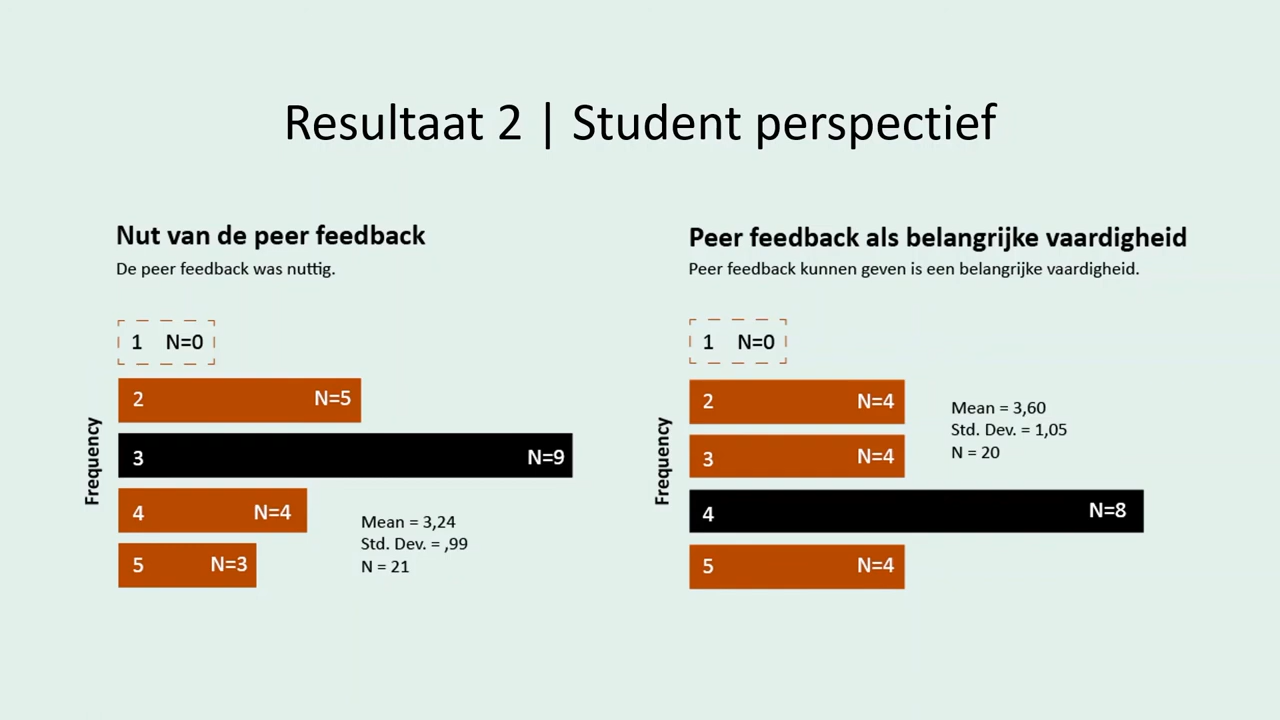 Resultaat 2 | Student perspectief
Nut van de peer feedback
De peer feedback was nuttig.
Frequency
1 N=0
2 N=5
3 N=9
4 N=4
5 N=3
Mean = 3,24
Std. Dev. = ,99
N = 21
Peer feedback als belangrijke vaardigheid
Peer feedback kunnen geven is een belangrijke vaardigheid.
Frequency
1 N=0
2 N=4
3 N=4
4 N=8
5 N=4
Mean = 3,60
Std. Dev. = 1,05
N = 20